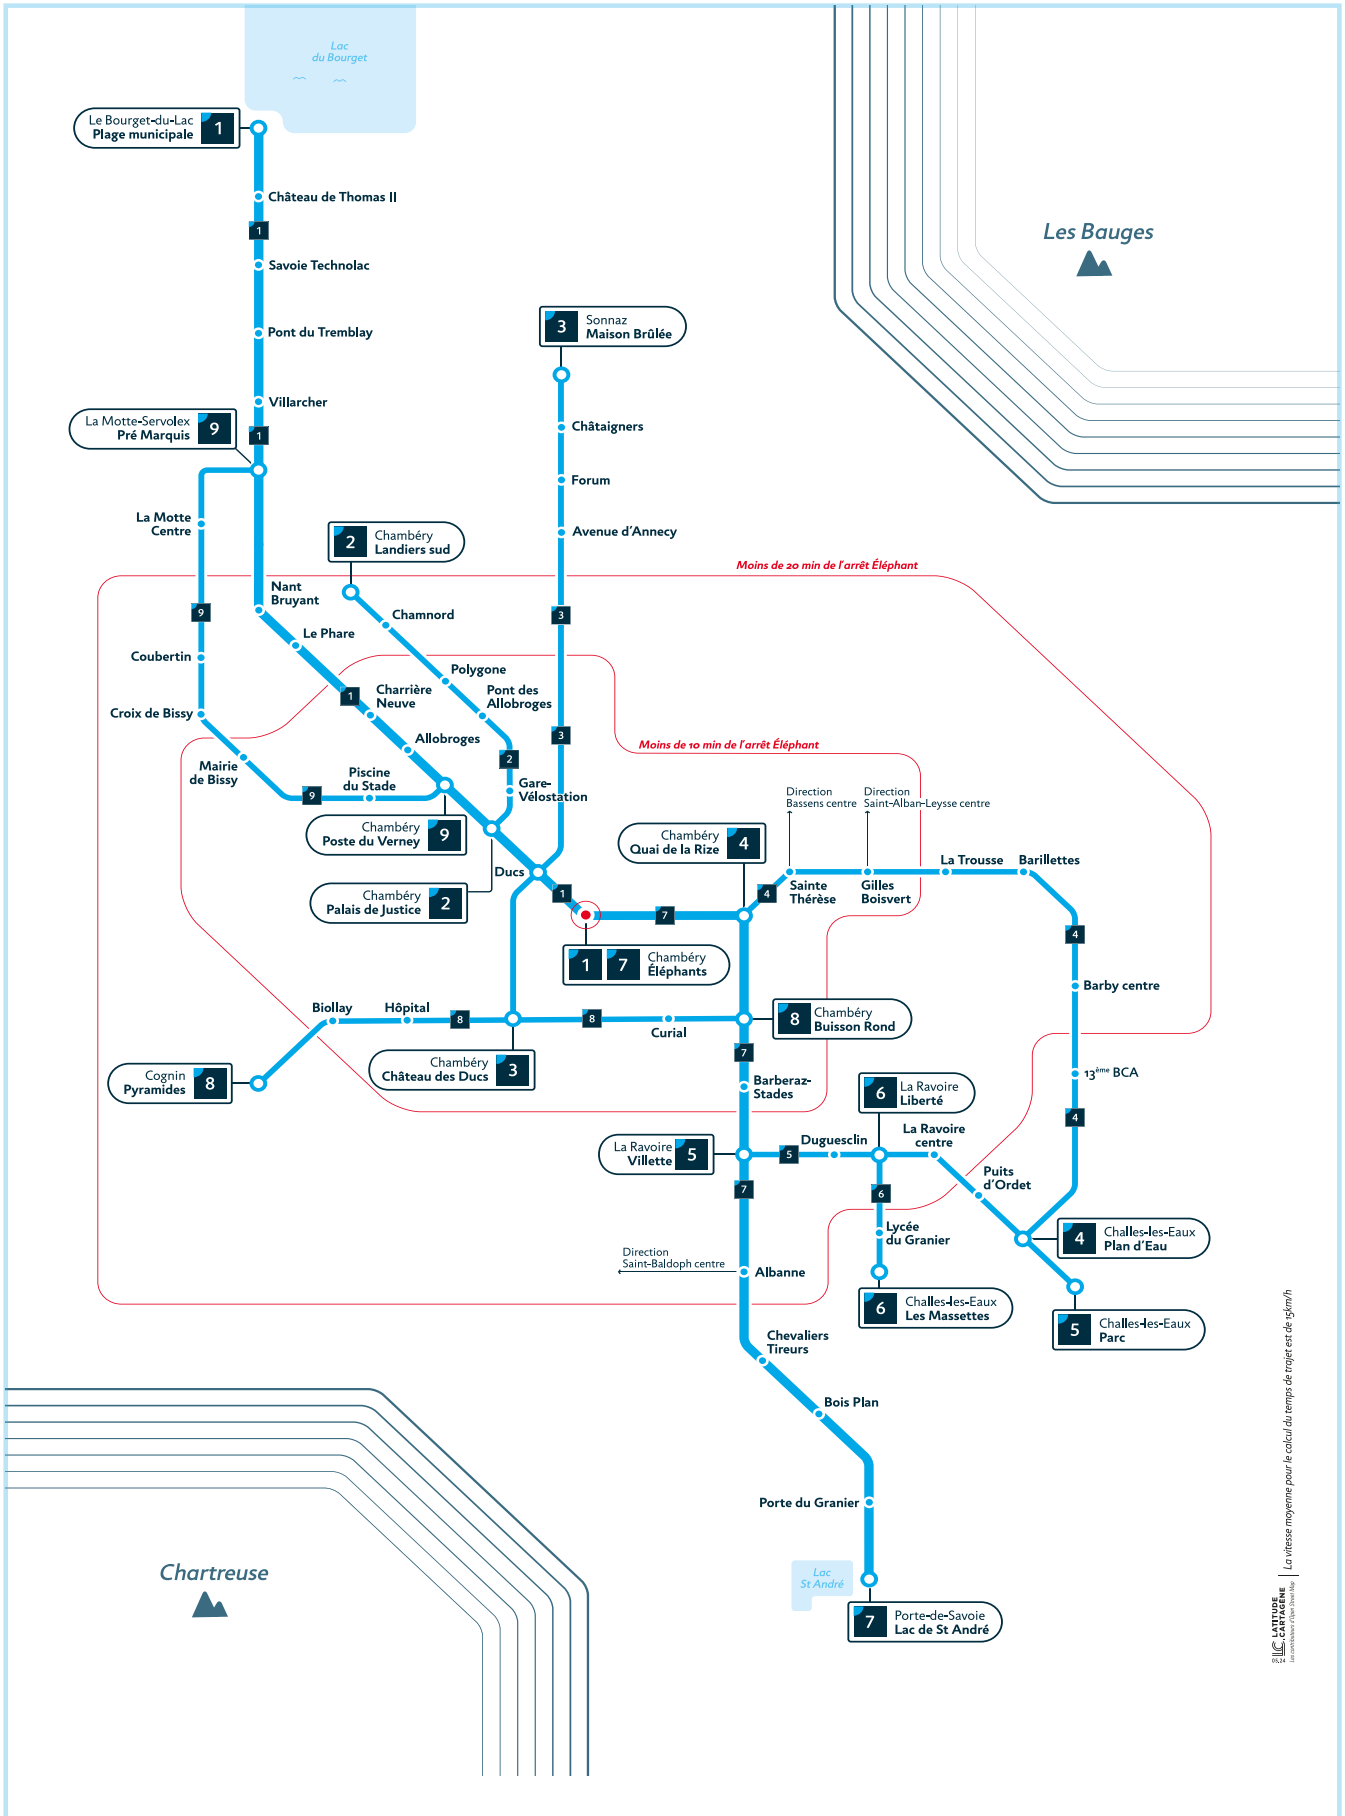 Lac
du Bourget
Le Bourget-du-Lac
Plage municipale
1
Château de Thomas II
1
Savoie Technolac
Pont du Tremblay
Villarcher
1
La Motte-Servolex
Pré Marquis
9
Les Bauges
3
Sonnaz
Maison Brûlée
Châtaigners
Forum
Avenue d'Annecy
3
3
La Motte
Centre
9
Coubertin
Croix de Bissy
Mairie
de Bissy
9
Piscine
du Stade
2
Chambéry
Landiers sud
Chamnord
Polygone
Pont des
Allobroges
2
Gare-
Vélostation
Moins de 20 min de l'arrêt Éléphant
Moins de 10 min de l'arrêt Éléphant
Nant
Bruyant
Le Phare
1
Charrière
Neuve
Allobroges
Chambéry
Poste du Verney
9
Chambéry
Palais de Justice
2
Ducs
1
7
1
7
Chambéry
Éléphants
Chambéry
Quai de la Rize
4
Direction
Bassens centre
Direction
Saint-Alban-Leysse centre
4
Sainte
Thérèse
Gilles
Boisvert
La Trousse
Barillettes
4
Barby centre
13ème BCA
4
Biollay
Hôpital
8
8
Curial
8
Chambéry
Buisson Rond
Cognin
Pyramides
8
Chambéry
Château des Ducs
3
7
Barberaz-
Stades
La Ravoire
Villette
5
5
Duguesclin
6
La Ravoire
Liberté
La Ravoire
centre
Puits
d'Ordet
7
6
Lycée
du Granier
4
Challes-les-Eaux
Plan d'Eau
Direction
Saint-Baldoph centre
Albanne
6
Challes-les-Eaux
Les Massettes
5
Challes-les-Eaux
Parc
Chevaliers
Tireurs
Bois Plan
Porte du Granier
Lac
St André
7
Porte-de-Savoie
Lac de St André
Chartreuse
La vitesse moyenne pour le calcul du temps de trajet est de 15km/h
LC
LATITUDE
CARTAGÈNE
05.24
Les contributeurs d'Open Street Map